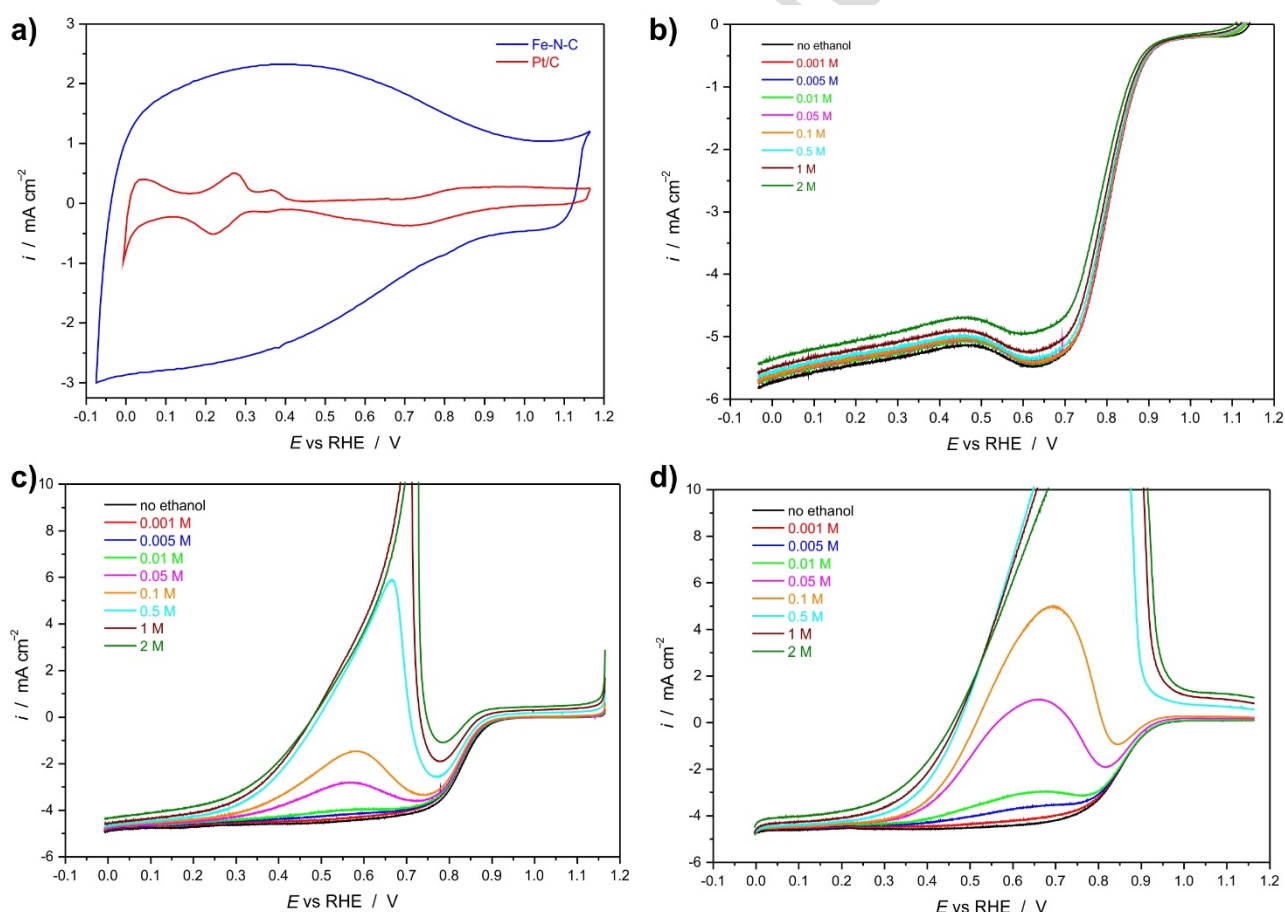 a)
Fe-N-C
Pt/C
3
2
1
0
-1
-2
-3
i / mA cm−2
-0.1 0.0 0.1 0.2 0.3 0.4 0.5 0.6 0.7 0.8 0.9 1.0 1.1 1.2
E vs RHE / V
b)
no ethanol
0.001 M
0.005 M
0.01 M
0.05 M
0.1 M
0.5 M
1 M
2 M
0
-1
-2
-3
-4
-5
-6
i / mA cm−2
-0.1 0.0 0.1 0.2 0.3 0.4 0.5 0.6 0.7 0.8 0.9 1.0 1.1 1.2
E vs RHE / V
c)
no ethanol
0.001 M
0.005 M
0.01 M
0.05 M
0.1 M
0.5 M
1 M
2 M
10
8
6
4
2
0
-2
-4
-6
i / mA cm−2
-0.1 0.0 0.1 0.2 0.3 0.4 0.5 0.6 0.7 0.8 0.9 1.0 1.1 1.2
E vs RHE / V
d)
no ethanol
0.001 M
0.005 M
0.01 M
0.05 M
0.1 M
0.5 M
1 M
2 M
10
8
6
4
2
0
-2
-4
-6
i / mA cm−2
-0.1 0.0 0.1 0.2 0.3 0.4 0.5 0.6 0.7 0.8 0.9 1.0 1.1 1.2
E vs RHE / V